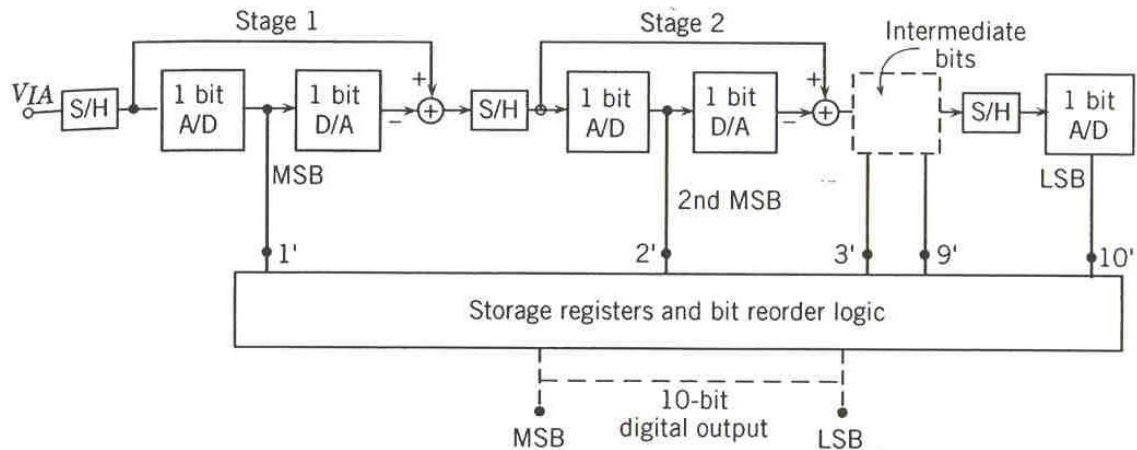 Stage 1
Stage 2
Intermediate
bits
VIA
S/H
1 bit
A/D
1 bit
D/A
+
−
+
S/H
1 bit
A/D
1 bit
D/A
+
−
+
S/H
1 bit
A/D
MSB
2nd MSB
LSB
1'
2'
3'
9'
10'
Storage registers and bit reorder logic
10-bit
digital output
MSB
LSB